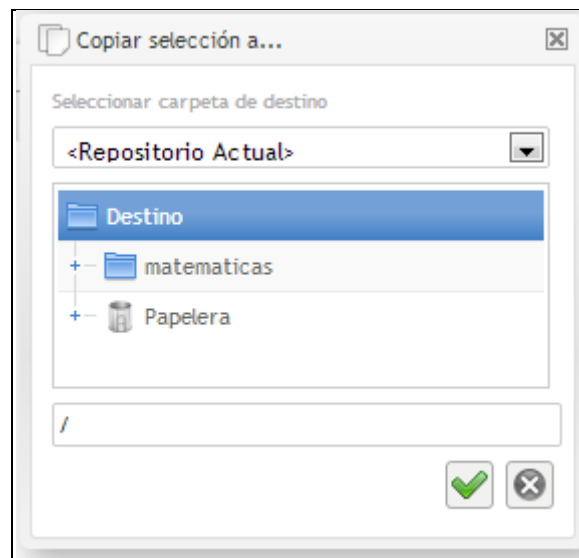 Copiar selección a...
Seleccionar carpeta de destino
<Repositorio Actual>
Destino
matematicas
Papelera
/